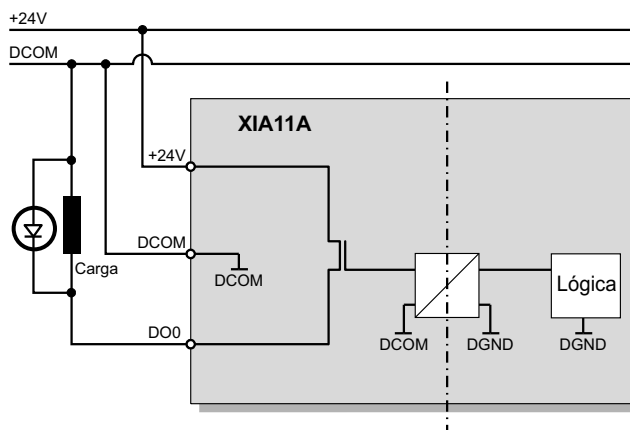 +24V
DCOM
XIA11A
+24V
DCOM
DCOM
Carga
Lógica
DO0
DCOM
DGND
DGND